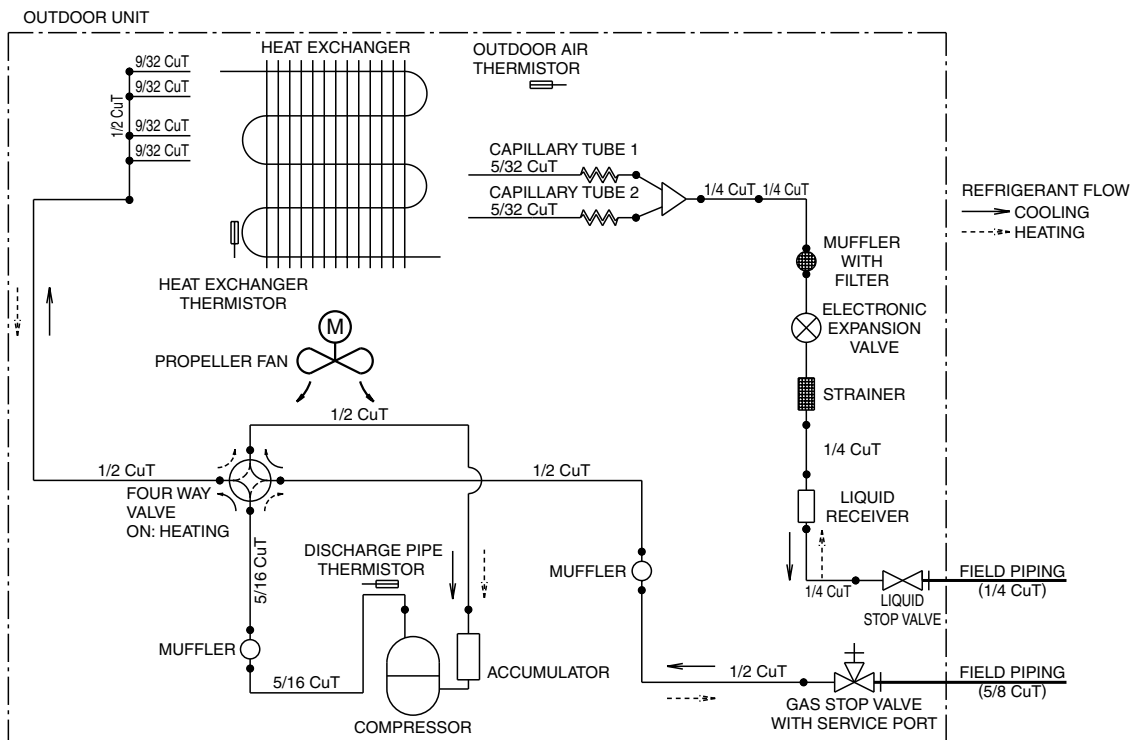 OUTDOOR UNIT
HEAT EXCHANGER
OUTDOOR AIR
THERMISTOR
9/32 CuT
9/32 CuT
9/32 CuT
9/32 CuT
1/2 CuT
CAPILLARY TUBE 1
5/32 CuT
CAPILLARY TUBE 2
5/32 CuT
1/4 CuT
1/4 CuT
REFRIGERANT FLOW
COOLING
HEATING
MUFFLER
WITH
FILTER
HEAT EXCHANGER
THERMISTOR
ELECTRONIC
EXPANSION
VALVE
M
PROPELLER FAN
STRAINER
1/2 CuT
1/4 CuT
1/2 CuT
1/2 CuT
FOUR WAY
VALVE
ON: HEATING
LIQUID
RECEIVER
5/16 CuT
DISCHARGE PIPE
THERMISTOR
MUFFLER
1/4 CuT
LIQUID
STOP VALVE
FIELD PIPING
(1/4 CuT)
MUFFLER
5/16 CuT
ACCUMULATOR
COMPRESSOR
1/2 CuT
GAS STOP VALVE
WITH SERVICE PORT
FIELD PIPING
(5/8 CuT)